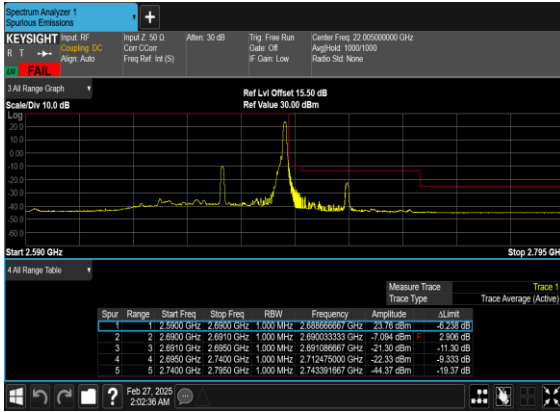 Spectrum Analyzer 1
Spurious Emissions
KEYSIGHT Input: RF Input Z: 50 Ω Atten: 30 dB Trig: Free Run Center Freq: 22.005000000 GHz
R T Coupling: DC Corr CCorr Gate: Off Avg|Hold: 1000/1000
Align: Auto Freq Ref: Int (S) IF Gain: Low Radio Std: None
FAIL
3 All Range Graph
Ref Lvl Offset 15.50 dB
Scale/Div 10.0 dB Ref Value 30.00 dBm
Log
20.0
10.0
0.00
-10.0
-20.0
-30.0
-40.0
-50.0
-60.0
Start 2.590 GHz Stop 2.795 GH
4 All Range Table
Measure Trace Trace 1
Trace Type Trace Average (Active)
Spur Range Start Freq Stop Freq RBW Frequency Amplitude ΔLimit
1 1 2.5900 GHz 2.6900 GHz 1.000 MHz 2.688666667 GHz 23.76 dBm -6.238 dB
2 2 2.6900 GHz 2.6910 GHz 1.000 MHz 2.690033333 GHz -7.094 dBm F 2.906 dB
3 3 2.6910 GHz 2.6950 GHz 1.000 MHz 2.691086667 GHz -21.30 dBm -11.30 dB
4 4 2.6950 GHz 2.7400 GHz 1.000 MHz 2.712475000 GHz -22.33 dBm -9.333 dB
5 5 2.7400 GHz 2.7950 GHz 1.000 MHz 2.743391667 GHz -44.37 dBm -19.37 dB
? Feb 27, 2025
2:02:36 AM